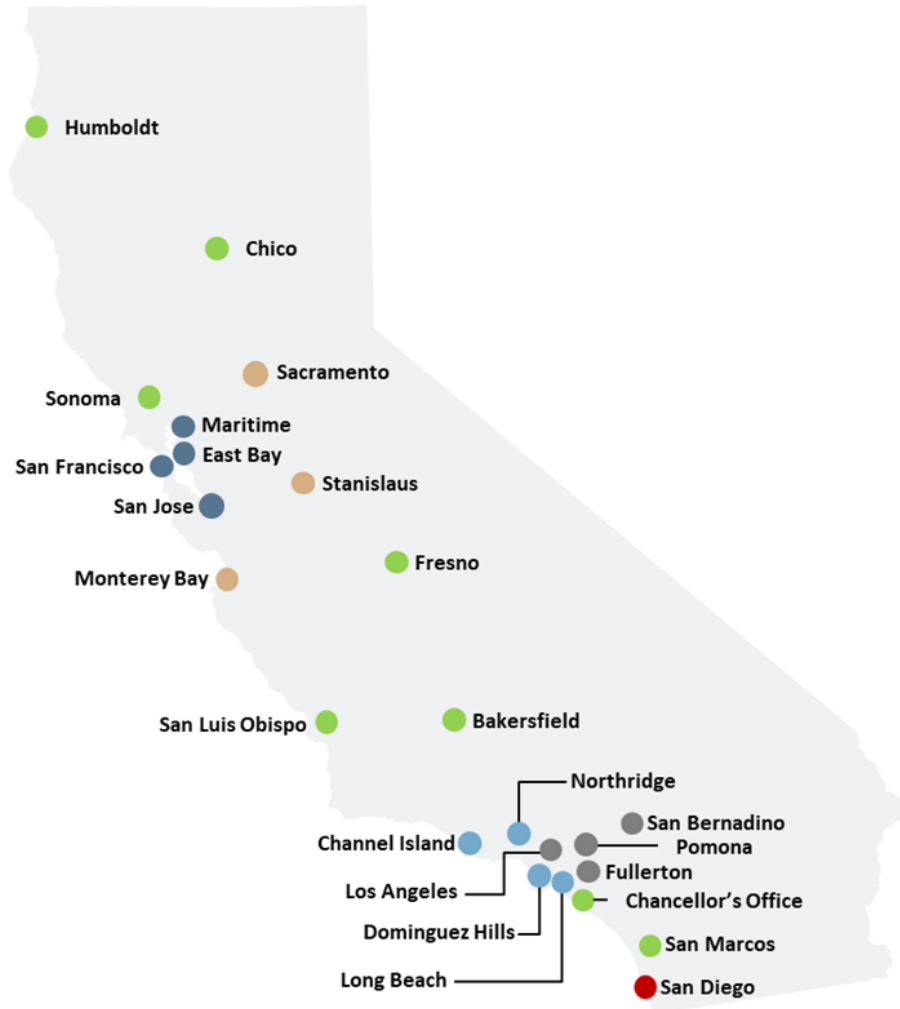 Humboldt
Chico
Sacramento
Sonoma
Maritime
East Bay
San Francisco
Stanislaus
San Jose
Fresno
Monterey Bay
San Luis Obispo
Bakersfield
Northridge
San Bernadino
Channel Island
Pomona
Fullerton
Los Angeles
Chancellor's Office
Dominguez Hills
San Marcos
Long Beach
San Diego